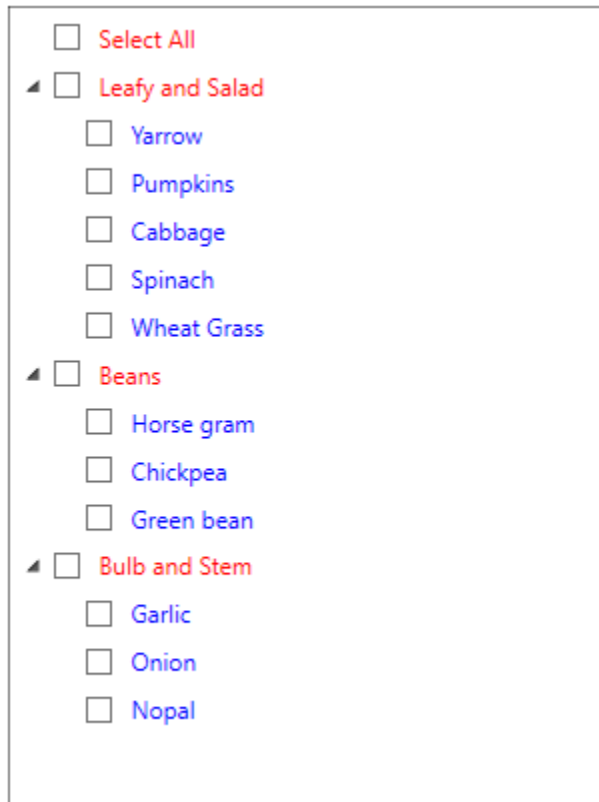 Select All
Leafy and Salad
Yarrow
Pumpkins
Cabbage
Spinach
Wheat Grass
Beans
Horse gram
Chickpea
Green bean
Bulb and Stem
Garlic
Onion
Nopal